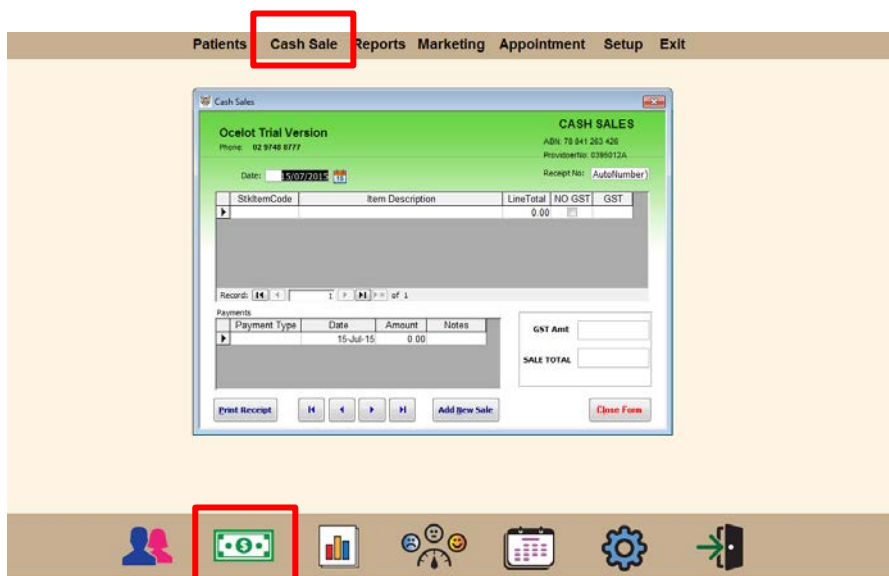 Patients Cash Sale Reports Marketing Appointment Setup Exit
Cash Sales
Ocelot Trial Version
Phone: 02 9748 8777
CASH SALES
ABN: 78 041 263 426
ProvidoerNo: 0395012A
Date: 15/07/2015 15
Receipt No: AutoNumber)
StkItemCode Item Description LineTotal NO GST GST
0.00
Record: 1 of 1
Payments
Payment Type Date Amount Notes
15-Jul-15 0.00
GST Amt
SALE TOTAL
Print Receipt Add New Sale Close Form